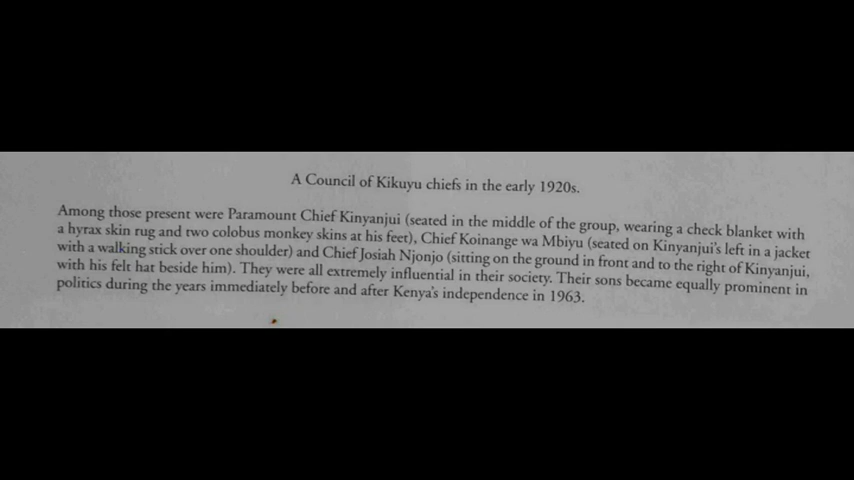 A Council of Kikuyu chiefs in the early 1920s.
Among those present were Paramount Chief Kinyanjui (seated in the middle of the group, wearing a check blanket with
a hyrax skin rug and two colobus monkey skins at his feet), Chief Koinange wa Mbiyu (seated on Kinyanjui's left in a jacket
with a walking stick over one shoulder) and Chief Josiah Njonjo (sitting on the ground in front and to the right of Kinyanjui,
with his felt hat beside him). They were all extremely influential in their society. Their sons became equally prominent in
politics during the years immediately before and after Kenya's independence in 1963.